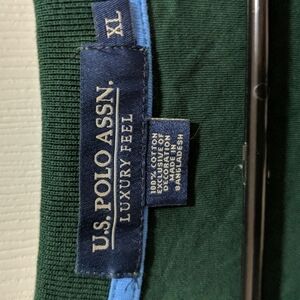 XL
U.S. POLO ASSN.
LUXURY FEEL
100% COTTON
EXCLUSIVE OF
DECORATION
MADE IN
BANGLADESH